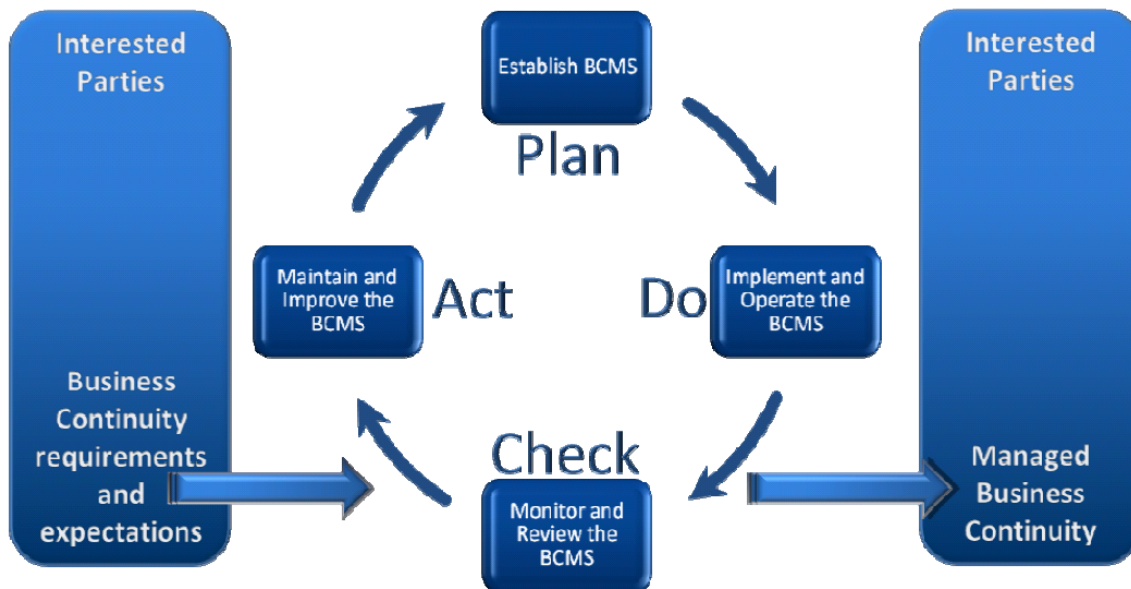 Interested
Parties
Business
Continuity
requirements
and
expectations
Establish BCMS
Plan
Maintain and
Improve the
BCMS
Act
Do
Implement and
Operate the
BCMS
Check
Monitor and
Review the
BCMS
Interested
Parties
Managed
Business
Continuity